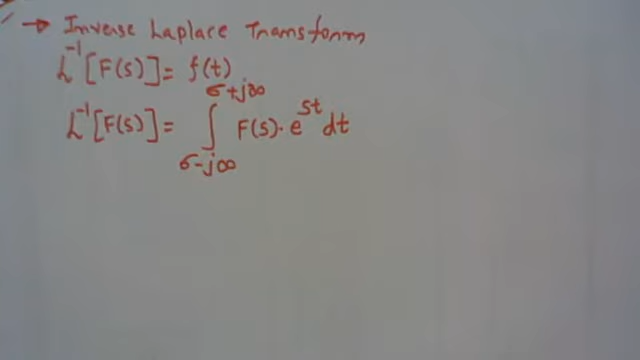 → Inverse Laplace Transform
L⁻¹[F(s)] = f(t)
L⁻¹[F(s)] = ∫_{σ-j∞}^{σ+j∞} F(s)·e^{st} dt